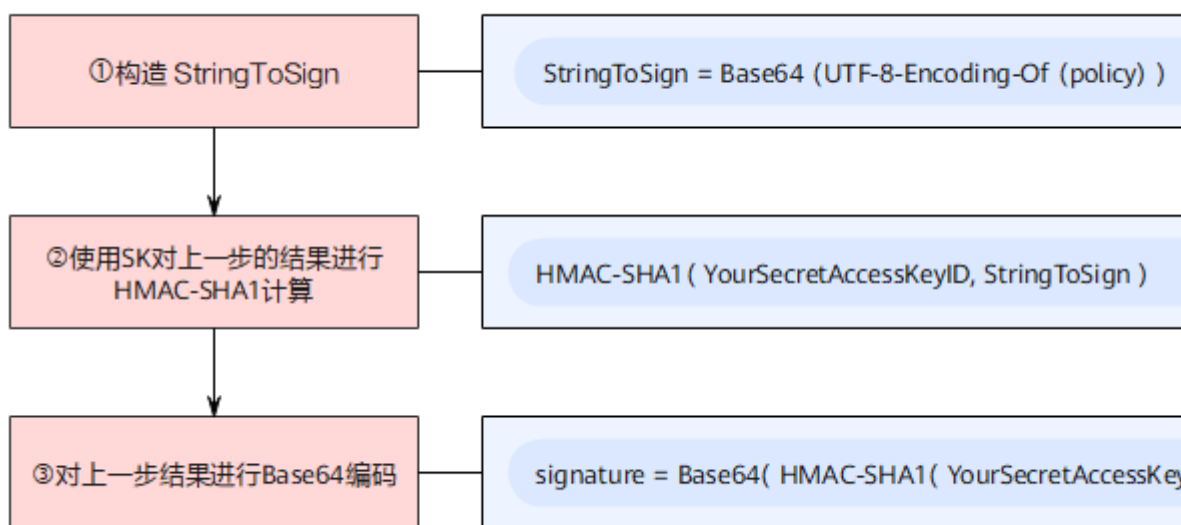 ①构造 StringToSign
StringToSign = Base64 (UTF-8-Encoding-Of (policy) )
②使用SK对上一步的结果进行
HMAC-SHA1计算
HMAC-SHA1( YourSecretAccessKeyID, StringToSign )
③对上一步结果进行Base64编码
signature = Base64( HMAC-SHA1( YourSecretAccessKey